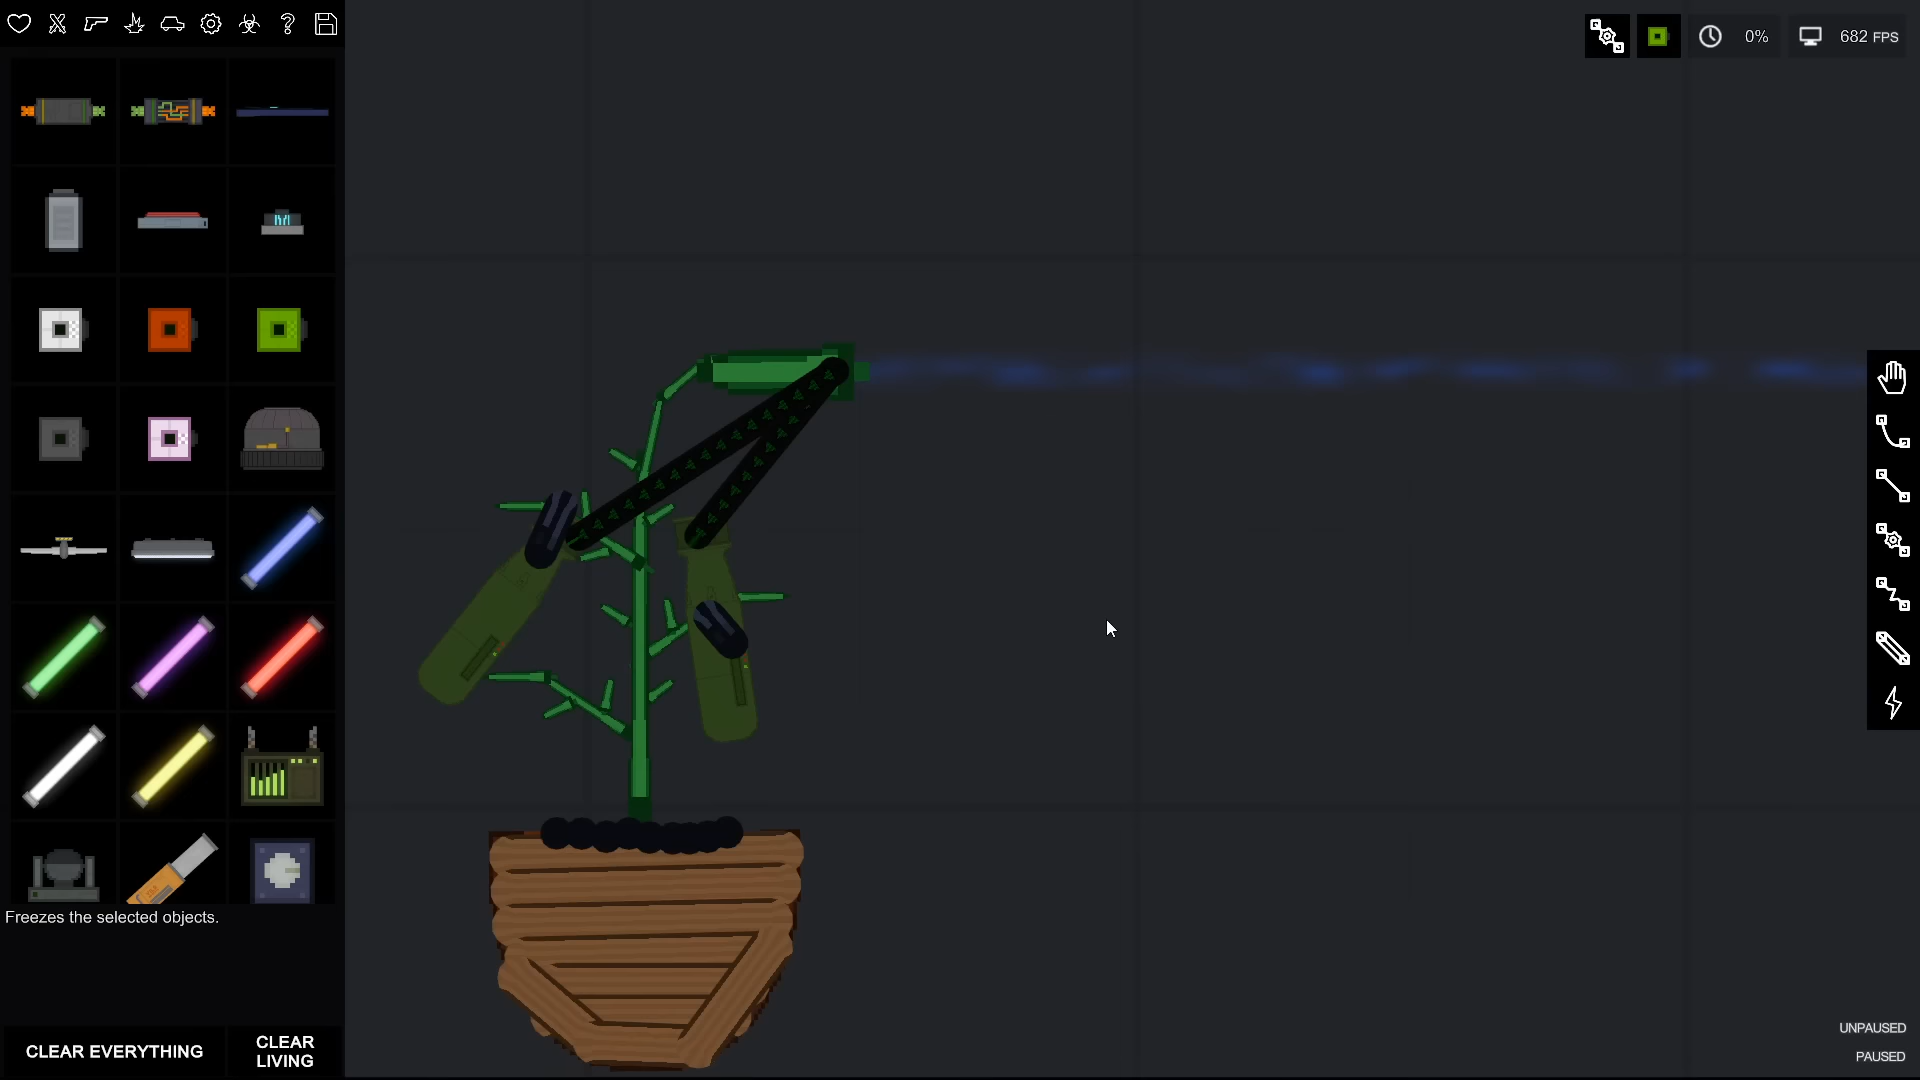 0%
682 FPS
Freezes the selected objects.
CLEAR EVERYTHING
CLEAR
LIVING
UNPAUSED
PAUSED